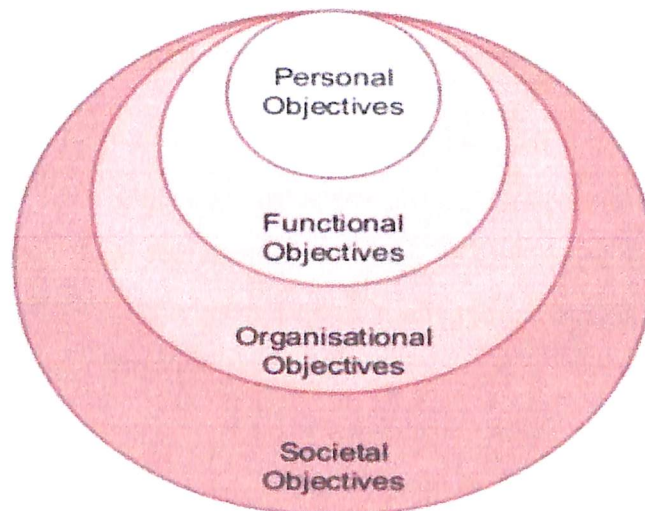 Personal
Objectives
Functional
Objectives
Organisational
Objectives
Societal
Objectives